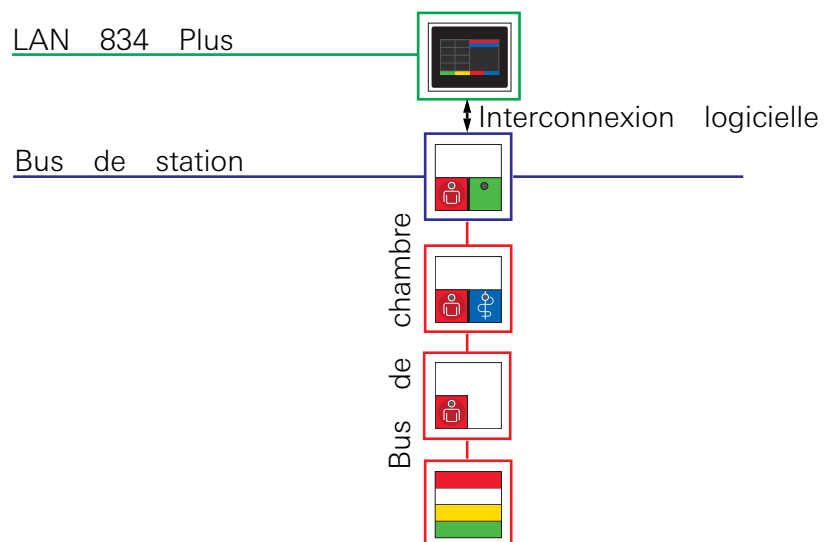 LAN 834 Plus
Interconnexion logicielle
Bus de station
Bus de chambre